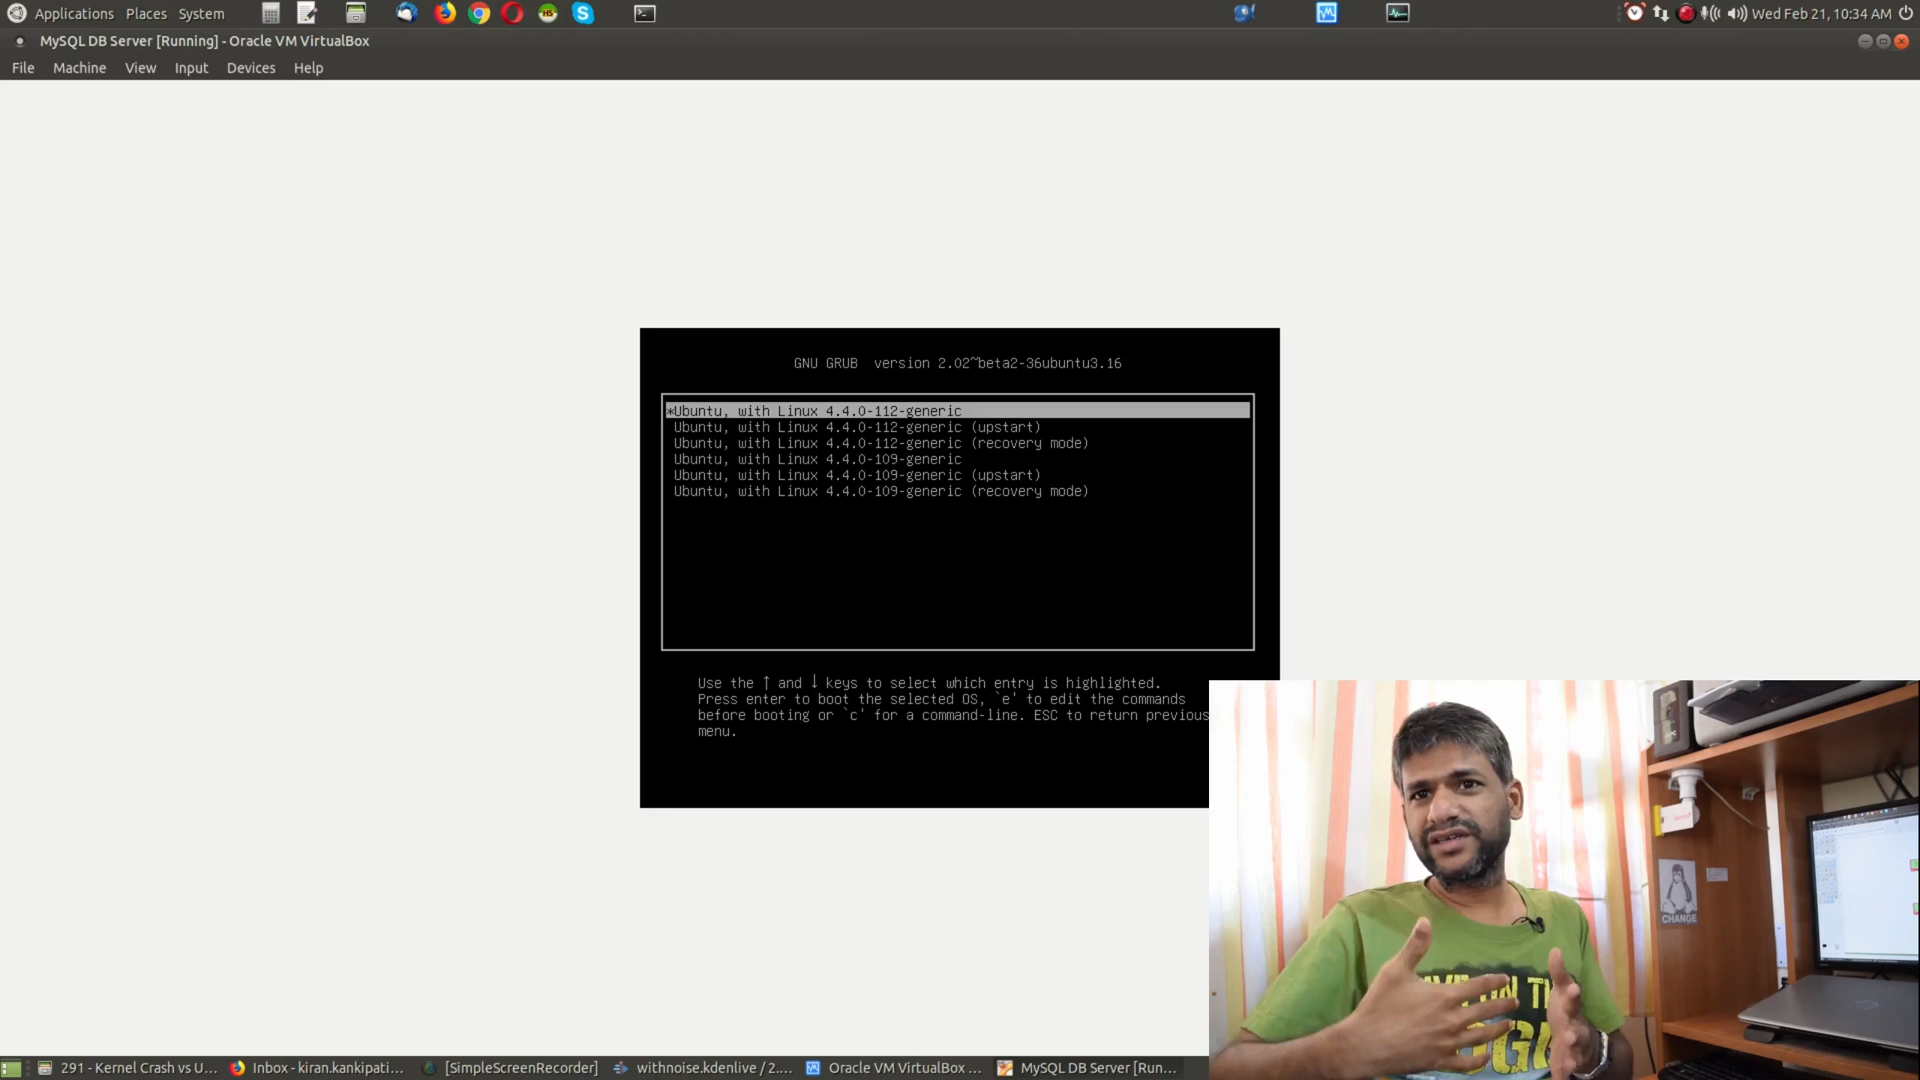 Applications Places System
Wed Feb 21, 10:34 AM
MySQL DB Server [Running] - Oracle VM VirtualBox
File Machine View Input Devices Help
GNU GRUB version 2.02~beta2-36ubuntu3.16
*Ubuntu, with Linux 4.4.0-112-generic
Ubuntu, with Linux 4.4.0-112-generic (upstart)
Ubuntu, with Linux 4.4.0-112-generic (recovery mode)
Ubuntu, with Linux 4.4.0-109-generic
Ubuntu, with Linux 4.4.0-109-generic (upstart)
Ubuntu, with Linux 4.4.0-109-generic (recovery mode)
Use the ↑ and ↓ keys to select which entry is highlighted.
Press enter to boot the selected OS, `e' to edit the commands
before booting or `c' for a command-line. ESC to return previous
menu.
CHANGE
291 - Kernel Crash vs U... Inbox - kiran.kankipati... [SimpleScreenRecorder] withnoise.kdenlive / 2.... Oracle VM VirtualBox ... MySQL DB Server [Run...